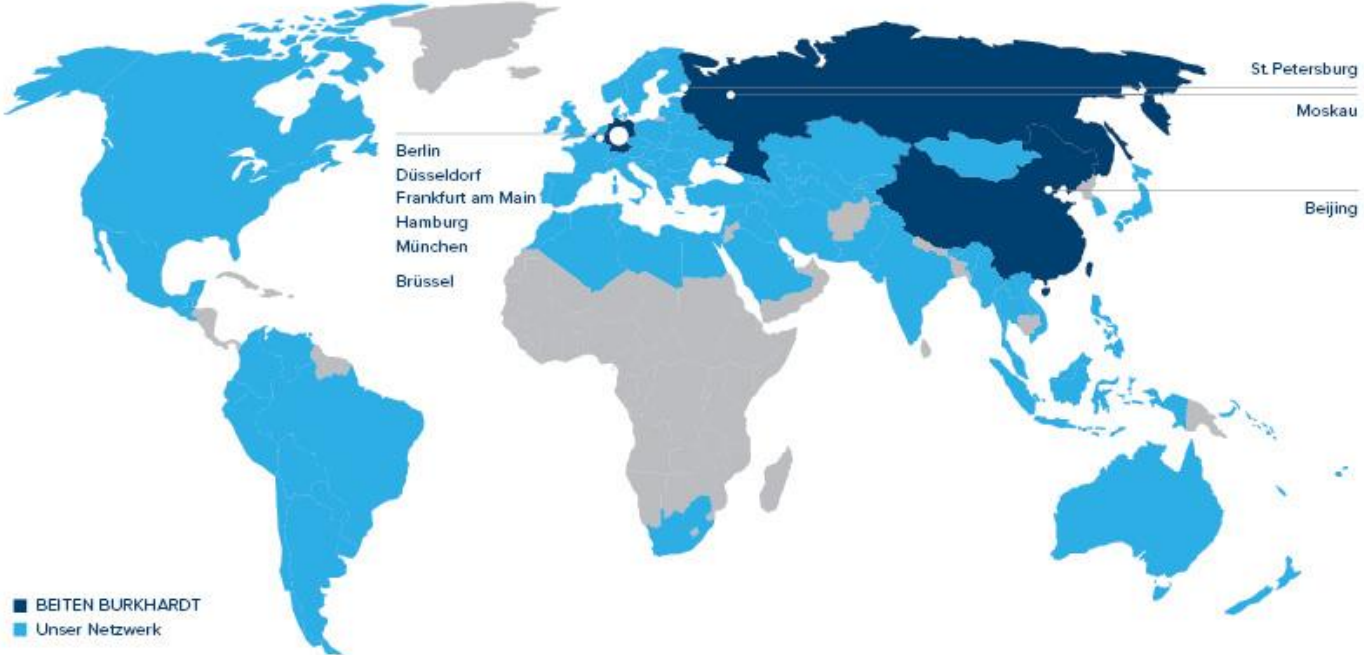 St. Petersburg
Moskau
Berlin
Düsseldorf
Frankfurt am Main
Hamburg
München
Brüssel
Beijing
BEITEN BURKHARDT
Unser Netzwerk